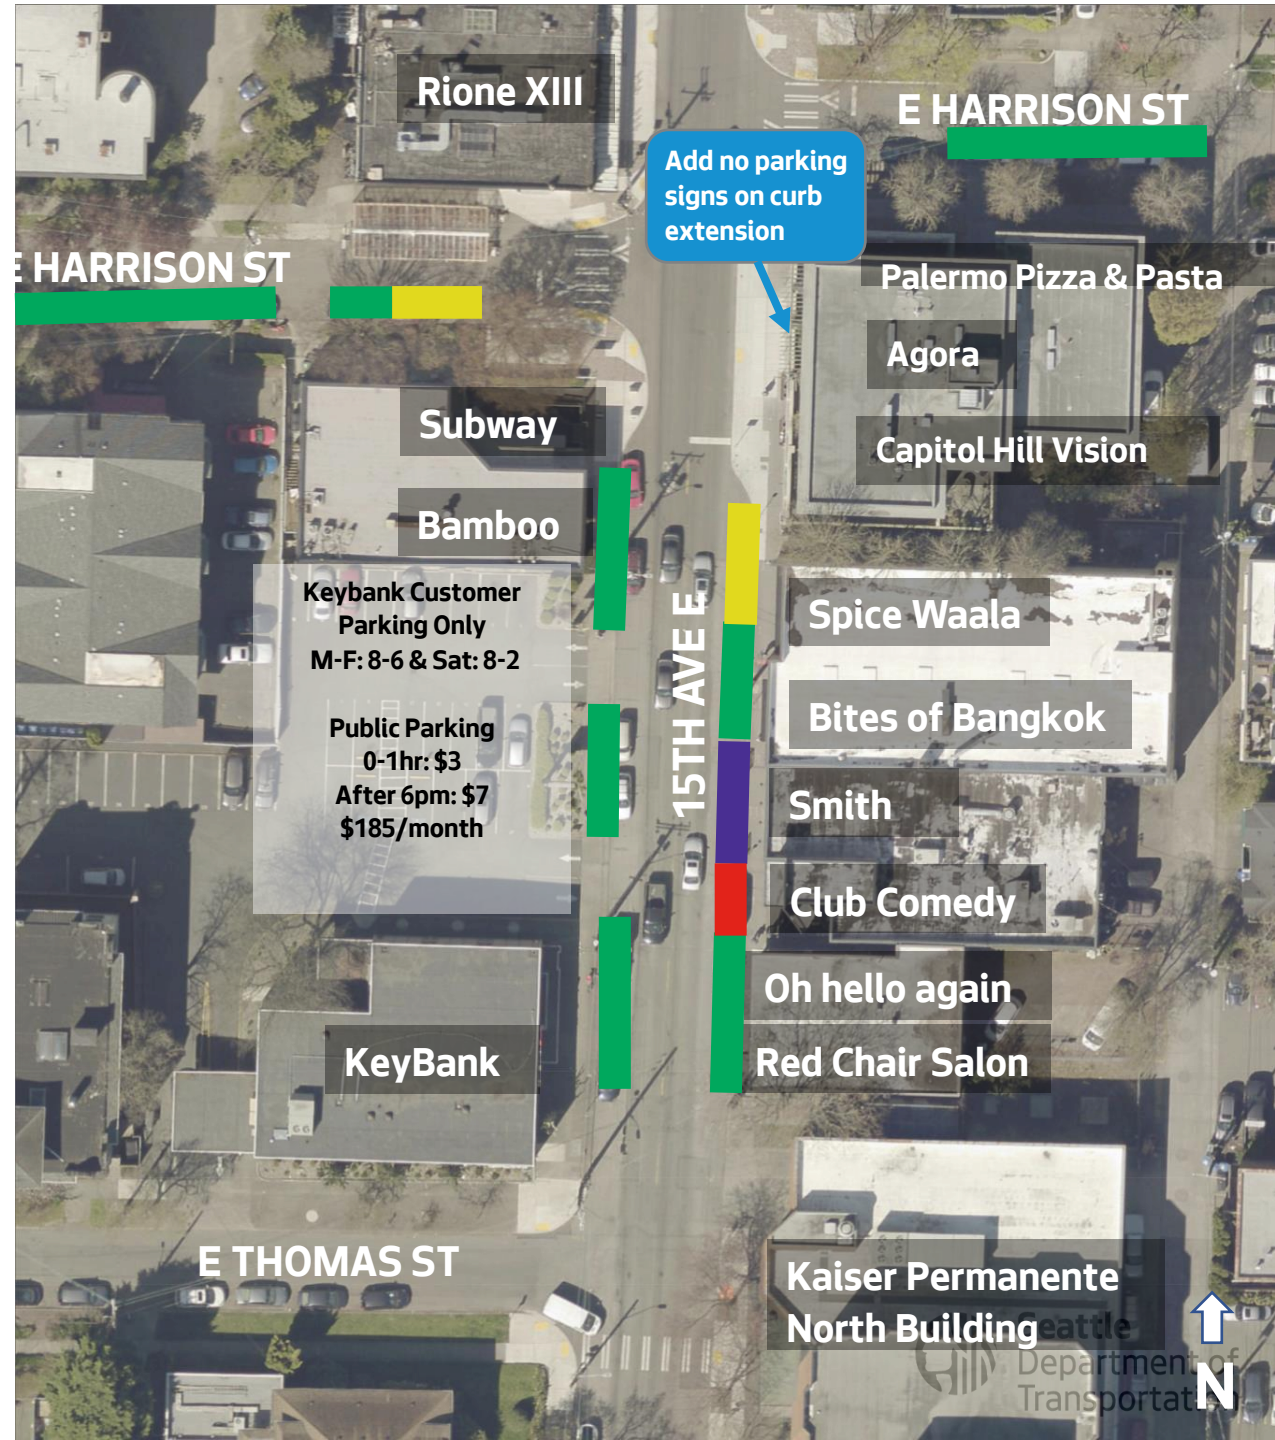 Rione XIII
E HARRISON ST
Add no parking
signs on curb
extension
E HARRISON ST
Palermo Pizza & Pasta
Agora
Capitol Hill Vision
Subway
Bamboo
Keybank Customer
Parking Only
M-F: 8-6 & Sat: 8-2
Public Parking
0-1hr: $3
After 6pm: $7
$185/month
15TH AVE E
Spice Waala
Bites of Bangkok
Smith
Club Comedy
Oh hello again
Red Chair Salon
KeyBank
E THOMAS ST
Kaiser Permanente
North Building
Seattle
Department of
Transportation
N